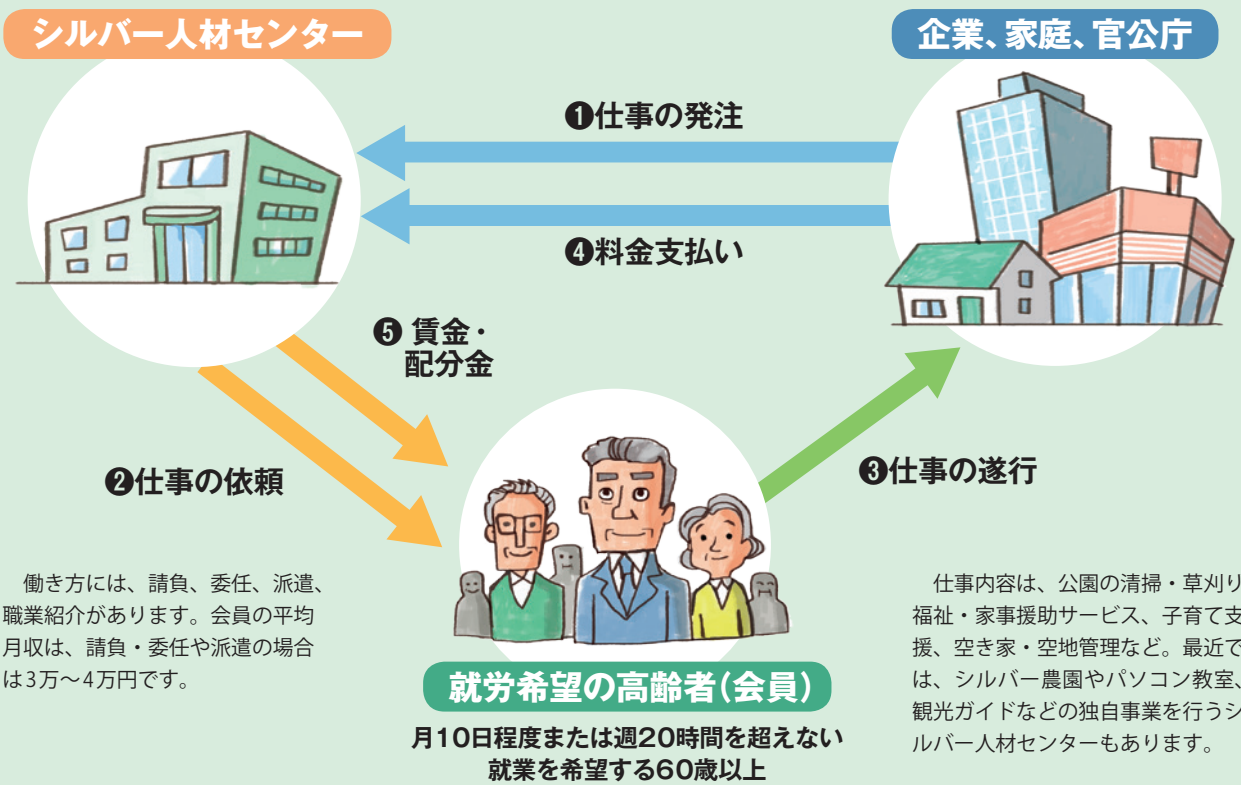 シルバー人材センター
企業、家庭、官公庁
❶仕事の発注
❹料金支払い
❺ 賃金・
配分金
❷仕事の依頼
❸仕事の遂行
働き方には、請負、委任、派遣、
職業紹介があります。会員の平均
月収は、請負・委任や派遣の場合
は3万〜4万円です。
就労希望の高齢者(会員)
月10日程度または週20時間を超えない
就業を希望する60歳以上
仕事内容は、公園の清掃・草刈り
福祉・家事援助サービス、子育て支
援、空き家・空地管理など。最近で
は、シルバー農園やパソコン教室、
観光ガイドなどの独自事業を行うシ
ルバー人材センターもあります。